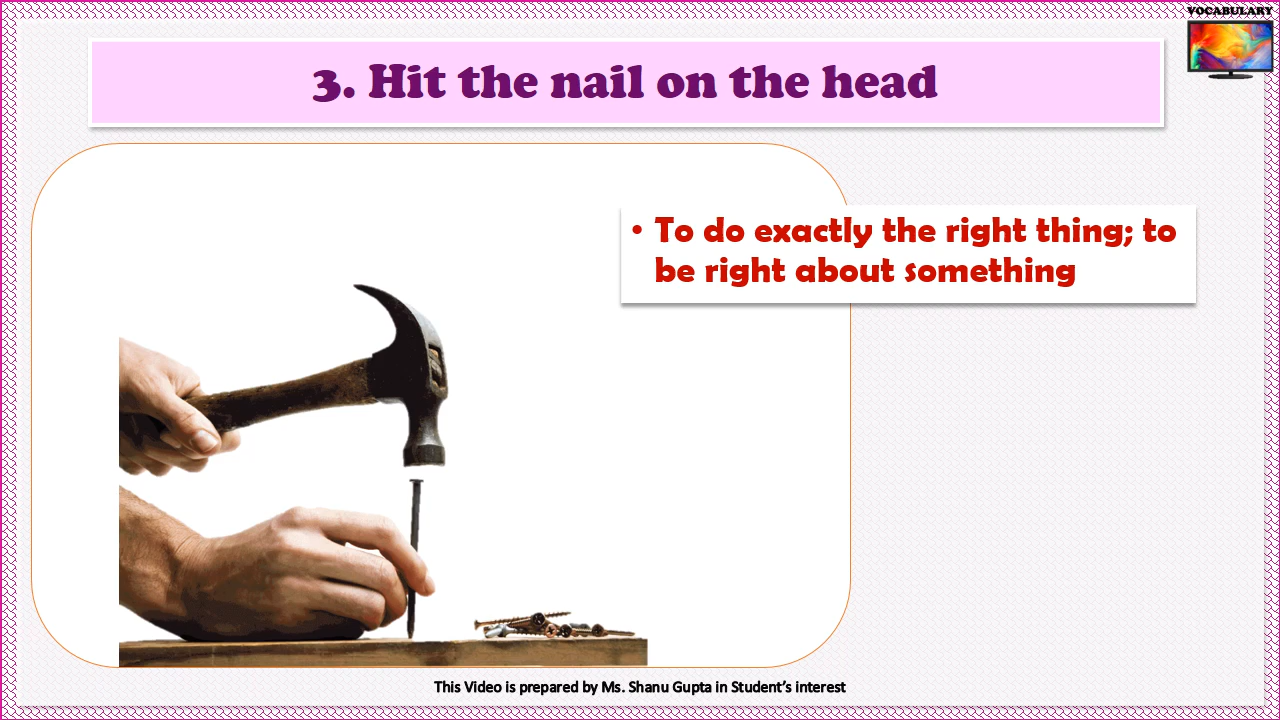 VOCABULARY
3. Hit the nail on the head
• To do exactly the right thing; to
be right about something
This Video is prepared by Ms. Shanu Gupta in Student’s interest